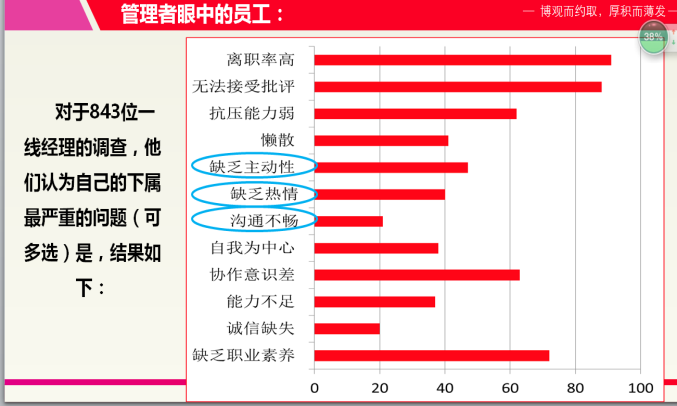 管理者眼中的员工：
— 博观而约取，厚积而薄发 —
38%
对于843位一
线经理的调查，他
们认为自己的下属
最严重的问题（可
多选）是，结果如
下：
离职率高
无法接受批评
抗压能力弱
懒散
缺乏主动性
缺乏热情
沟通不畅
自我为中心
协作意识差
能力不足
诚信缺失
缺乏职业素养
0 20 40 60 80 100